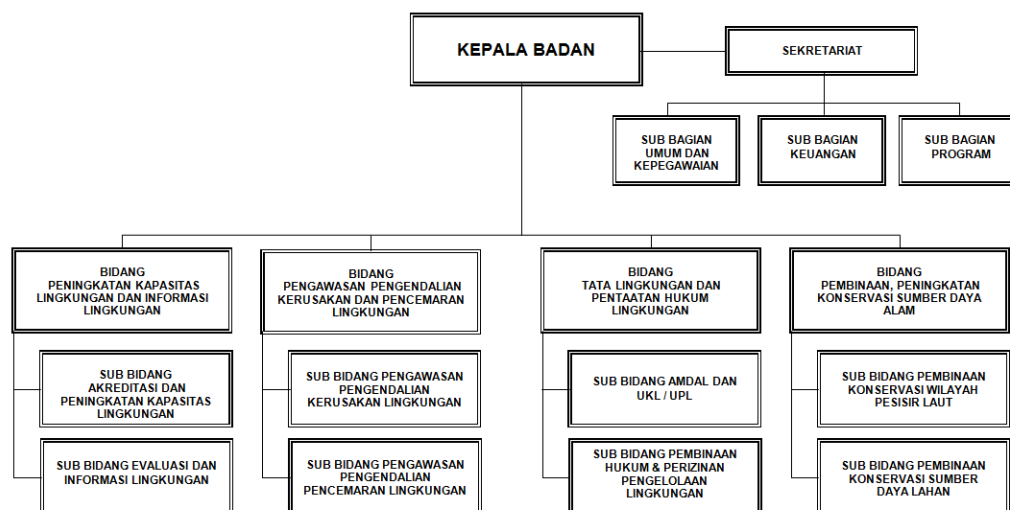 KEPALA BADAN
SEKRETARIAT
SUB BAGIAN
UMUM DAN
KEPEGAWAIAN
SUB BAGIAN
KEUANGAN
SUB BAGIAN
PROGRAM
BIDANG
PENINGKATAN KAPASITAS
LINGKUNGAN DAN INFORMASI
LINGKUNGAN
BIDANG
PENGAWASAN PENGENDALIAN
KERUSAKAN DAN PENCEMARAN
LINGKUNGAN
BIDANG
TATA LINGKUNGAN DAN
PENTAATAN HUKUM
LINGKUNGAN
BIDANG
PEMBINAAN, PENINGKATAN
KONSERVASI SUMBER DAYA
ALAM
SUB BIDANG
AKREDITASI DAN
PENINGKATAN KAPASITAS
LINGKUNGAN
SUB BIDANG PENGAWASAN
PENGENDALIAN
KERUSAKAN LINGKUNGAN
SUB BIDANG AMDAL DAN
UKL / UPL
SUB BIDANG PEMBINAAN
KONSERVASI WILAYAH
PESISIR LAUT
SUB BIDANG EVALUASI DAN
INFORMASI LINGKUNGAN
SUB BIDANG PENGAWASAN
PENGENDALIAN
PENCEMARAN LINGKUNGAN
SUB BIDANG PEMBINAAN
HUKUM & PERIZINAN
PENGELOLAAN
LINGKUNGAN
SUB BIDANG PEMBINAAN
KONSERVASI SUMBER
DAYA LAHAN